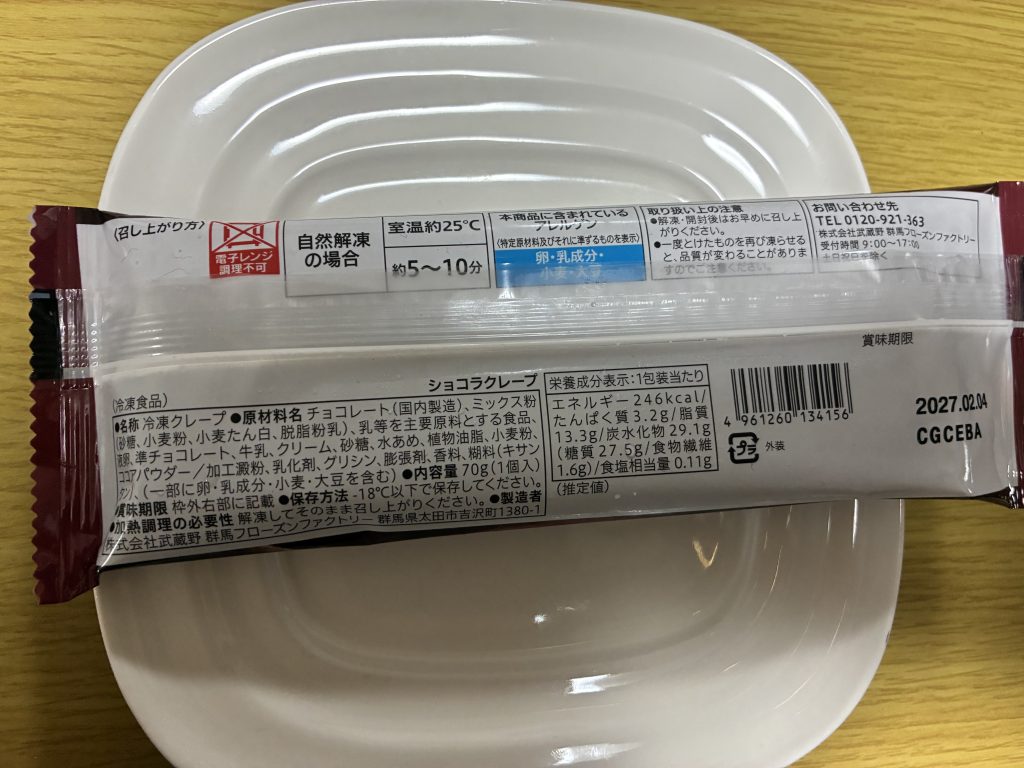 〈召し上がり方〉
電子レンジ
調理不可
自然解凍
の場合
室温約25℃
約5〜10分
本商品に含まれている
アレルゲン
(特定原材料及びそれに準ずるものを表示)
卵・乳成分・
小麦・大豆
取り扱い上の注意
●解凍・開封後はお早めに召し上
がりください。
●一度とけたものを再び凍らせる
と、品質が変わることがありま
すのでご注意ください。
お問い合わせ先
TEL 0120-921-363
株式会社武蔵野 群馬フローズンファクトリー
受付時間 9:00〜17:00
土日祝日を除く
賞味期限
2027.02.04
CGCEBA
(冷凍食品)
ショコラクレープ
●名称 冷凍クレープ ●原材料名 チョコレート(国内製造)、ミックス粉
(砂糖、小麦粉、小麦たん白、脱脂粉乳)、乳等を主要原料とする食品、
液卵、準チョコレート、牛乳、クリーム、砂糖、水あめ、植物油脂、小麦粉、
ココアパウダー/加工澱粉、乳化剤、グリシン、膨張剤、香料、糊料(キサン
タン)、(一部に卵・乳成分・小麦・大豆を含む) ●内容量 70g(1個入)
●賞味期限 枠外右部に記載 ●保存方法 -18℃以下で保存してください。
●加熱調理の必要性 解凍してそのまま召し上がりください。 ●製造者
株式会社武蔵野 群馬フローズンファクトリー 群馬県太田市吉沢町1380-1
栄養成分表示:1包装当たり
エネルギー 246kcal/
たんぱく質 3.2g/脂質
13.3g/炭水化物 29.1g
(糖質 27.5g/食物繊維
1.6g)/食塩相当量 0.11g
(推定値)
4 961260 134156
プラ 外装